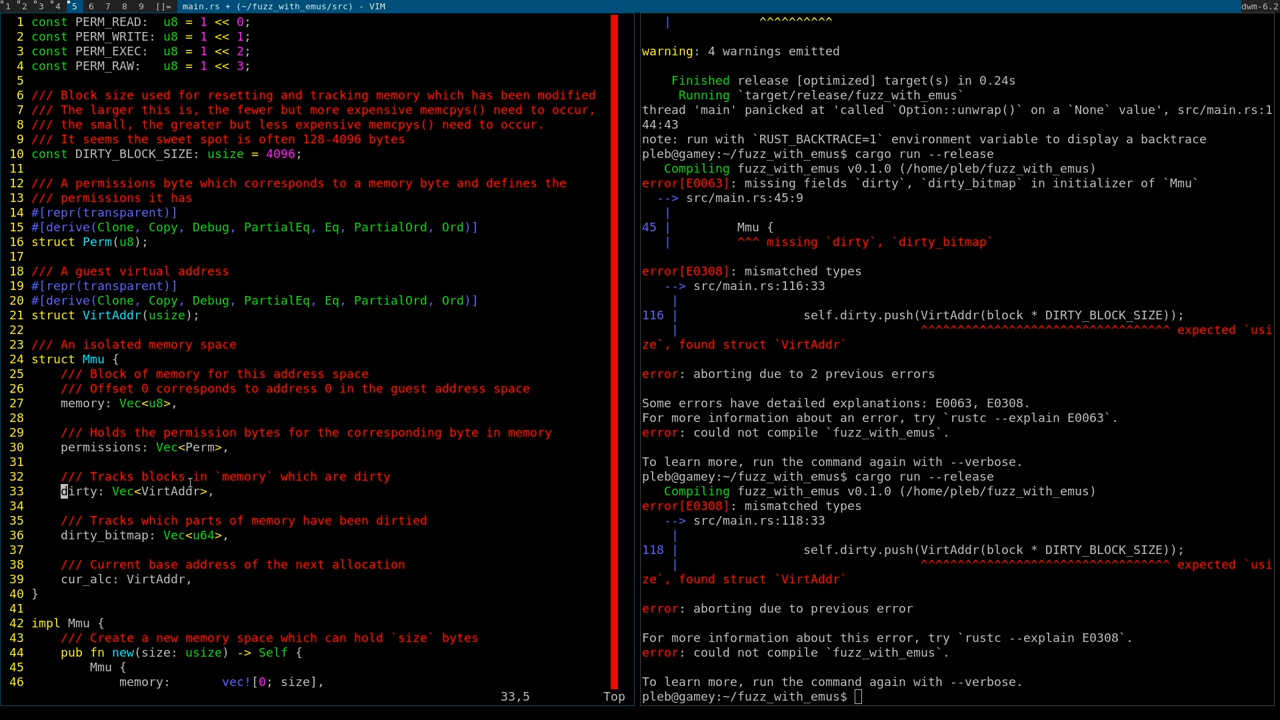 1 2 3 4 5 6 7 8 9 []= main.rs + (~/fuzz_with_emus/src) - VIM dwm-6.2
1 const PERM_READ:  u8 = 1 << 0;
2 const PERM_WRITE: u8 = 1 << 1;
3 const PERM_EXEC:  u8 = 1 << 2;
4 const PERM_RAW:   u8 = 1 << 3;
5
6 /// Block size used for resetting and tracking memory which has been modified
7 /// The larger this is, the fewer but more expensive memcpys() need to occur,
8 /// the small, the greater but less expensive memcpys() need to occur.
9 /// It seems the sweet spot is often 128-4096 bytes
10 const DIRTY_BLOCK_SIZE: usize = 4096;
11
12 /// A permissions byte which corresponds to a memory byte and defines the
13 /// permissions it has
14 #[repr(transparent)]
15 #[derive(Clone, Copy, Debug, PartialEq, Eq, PartialOrd, Ord)]
16 struct Perm(u8);
17
18 /// A guest virtual address
19 #[repr(transparent)]
20 #[derive(Clone, Copy, Debug, PartialEq, Eq, PartialOrd, Ord)]
21 struct VirtAddr(usize);
22
23 /// An isolated memory space
24 struct Mmu {
25     /// Block of memory for this address space
26     /// Offset 0 corresponds to address 0 in the guest address space
27     memory: Vec<u8>,
28
29     /// Holds the permission bytes for the corresponding byte in memory
30     permissions: Vec<Perm>,
31
32     /// Tracks blocks in `memory` which are dirty
33     dirty: Vec<VirtAddr>,
34
35     /// Tracks which parts of memory have been dirtied
36     dirty_bitmap: Vec<u64>,
37
38     /// Current base address of the next allocation
39     cur_alc: VirtAddr,
40 }
41
42 impl Mmu {
43     /// Create a new memory space which can hold `size` bytes
44     pub fn new(size: usize) -> Self {
45         Mmu {
46             memory:       vec![0; size],
33,5 Top
   |            ^^^^^^^^^^
warning: 4 warnings emitted
    Finished release [optimized] target(s) in 0.24s
     Running `target/release/fuzz_with_emus`
thread 'main' panicked at 'called `Option::unwrap()` on a `None` value', src/main.rs:1
44:43
note: run with `RUST_BACKTRACE=1` environment variable to display a backtrace
pleb@gamey:~/fuzz_with_emus$ cargo run --release
   Compiling fuzz_with_emus v0.1.0 (/home/pleb/fuzz_with_emus)
error[E0063]: missing fields `dirty`, `dirty_bitmap` in initializer of `Mmu`
  --> src/main.rs:45:9
   |
45 |         Mmu {
   |         ^^^ missing `dirty`, `dirty_bitmap`
error[E0308]: mismatched types
   --> src/main.rs:116:33
    |
116 |                 self.dirty.push(VirtAddr(block * DIRTY_BLOCK_SIZE));
    |                                 ^^^^^^^^^^^^^^^^^^^^^^^^^^^^^^^^^^ expected `usi
ze`, found struct `VirtAddr`
error: aborting due to 2 previous errors
Some errors have detailed explanations: E0063, E0308.
For more information about an error, try `rustc --explain E0063`.
error: could not compile `fuzz_with_emus`.
To learn more, run the command again with --verbose.
pleb@gamey:~/fuzz_with_emus$ cargo run --release
   Compiling fuzz_with_emus v0.1.0 (/home/pleb/fuzz_with_emus)
error[E0308]: mismatched types
   --> src/main.rs:118:33
    |
118 |                 self.dirty.push(VirtAddr(block * DIRTY_BLOCK_SIZE));
    |                                 ^^^^^^^^^^^^^^^^^^^^^^^^^^^^^^^^^^ expected `usi
ze`, found struct `VirtAddr`
error: aborting due to previous error
For more information about this error, try `rustc --explain E0308`.
error: could not compile `fuzz_with_emus`.
To learn more, run the command again with --verbose.
pleb@gamey:~/fuzz_with_emus$